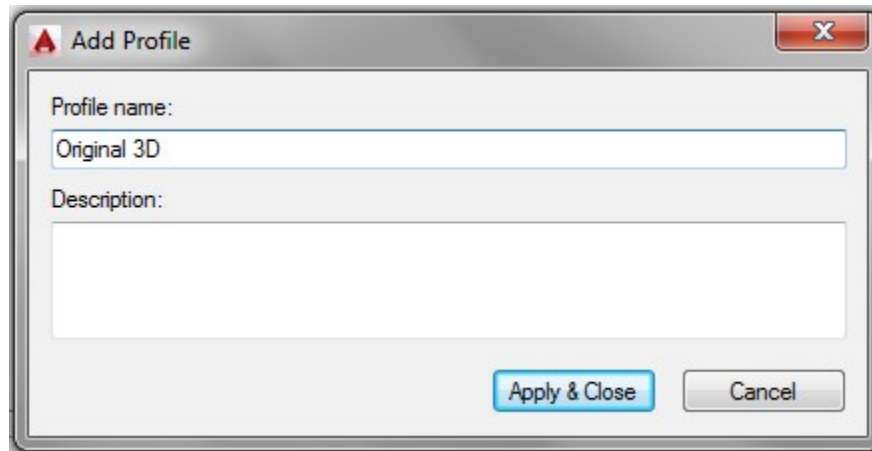 Add Profile
Profile name:
Original 3D
Description:
Apply & Close Cancel